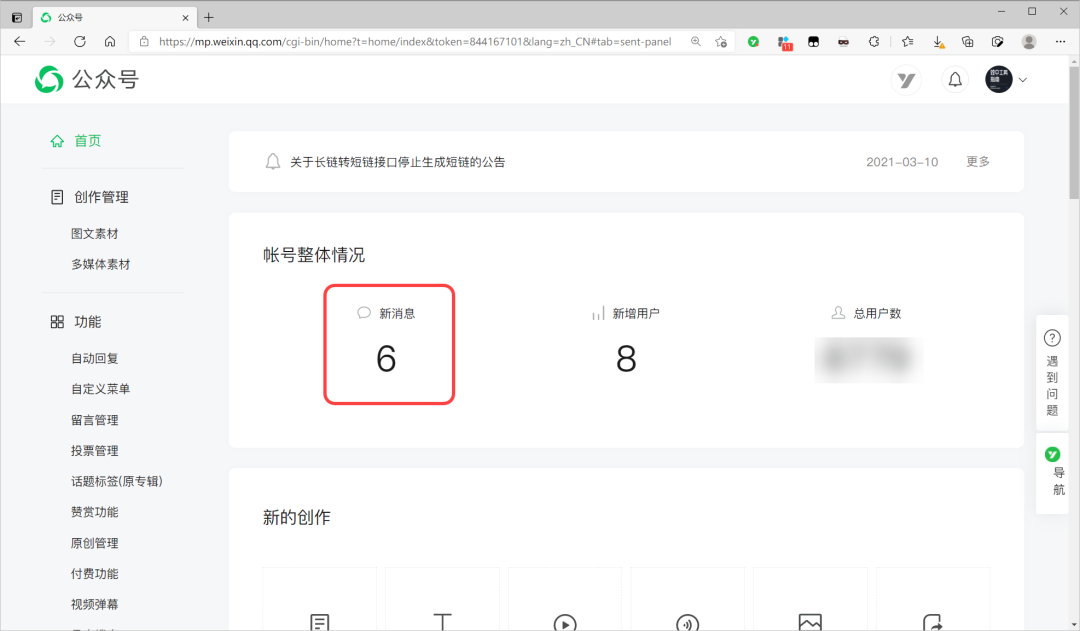 公众号
https://mp.weixin.qq.com/cgi-bin/home?t=home/index&token=844167101&lang=zh_CN#tab=sent-panel
11
公众号
首页
关于长链转短链接口停止生成短链的公告
2021-03-10
更多
创作管理
图文素材
多媒体素材
帐号整体情况
新消息
6
新增用户
8
总用户数
功能
自动回复
自定义菜单
留言管理
投票管理
话题标签(原专辑)
赞赏功能
原创管理
付费功能
视频弹幕
新的创作
遇到问题
导航